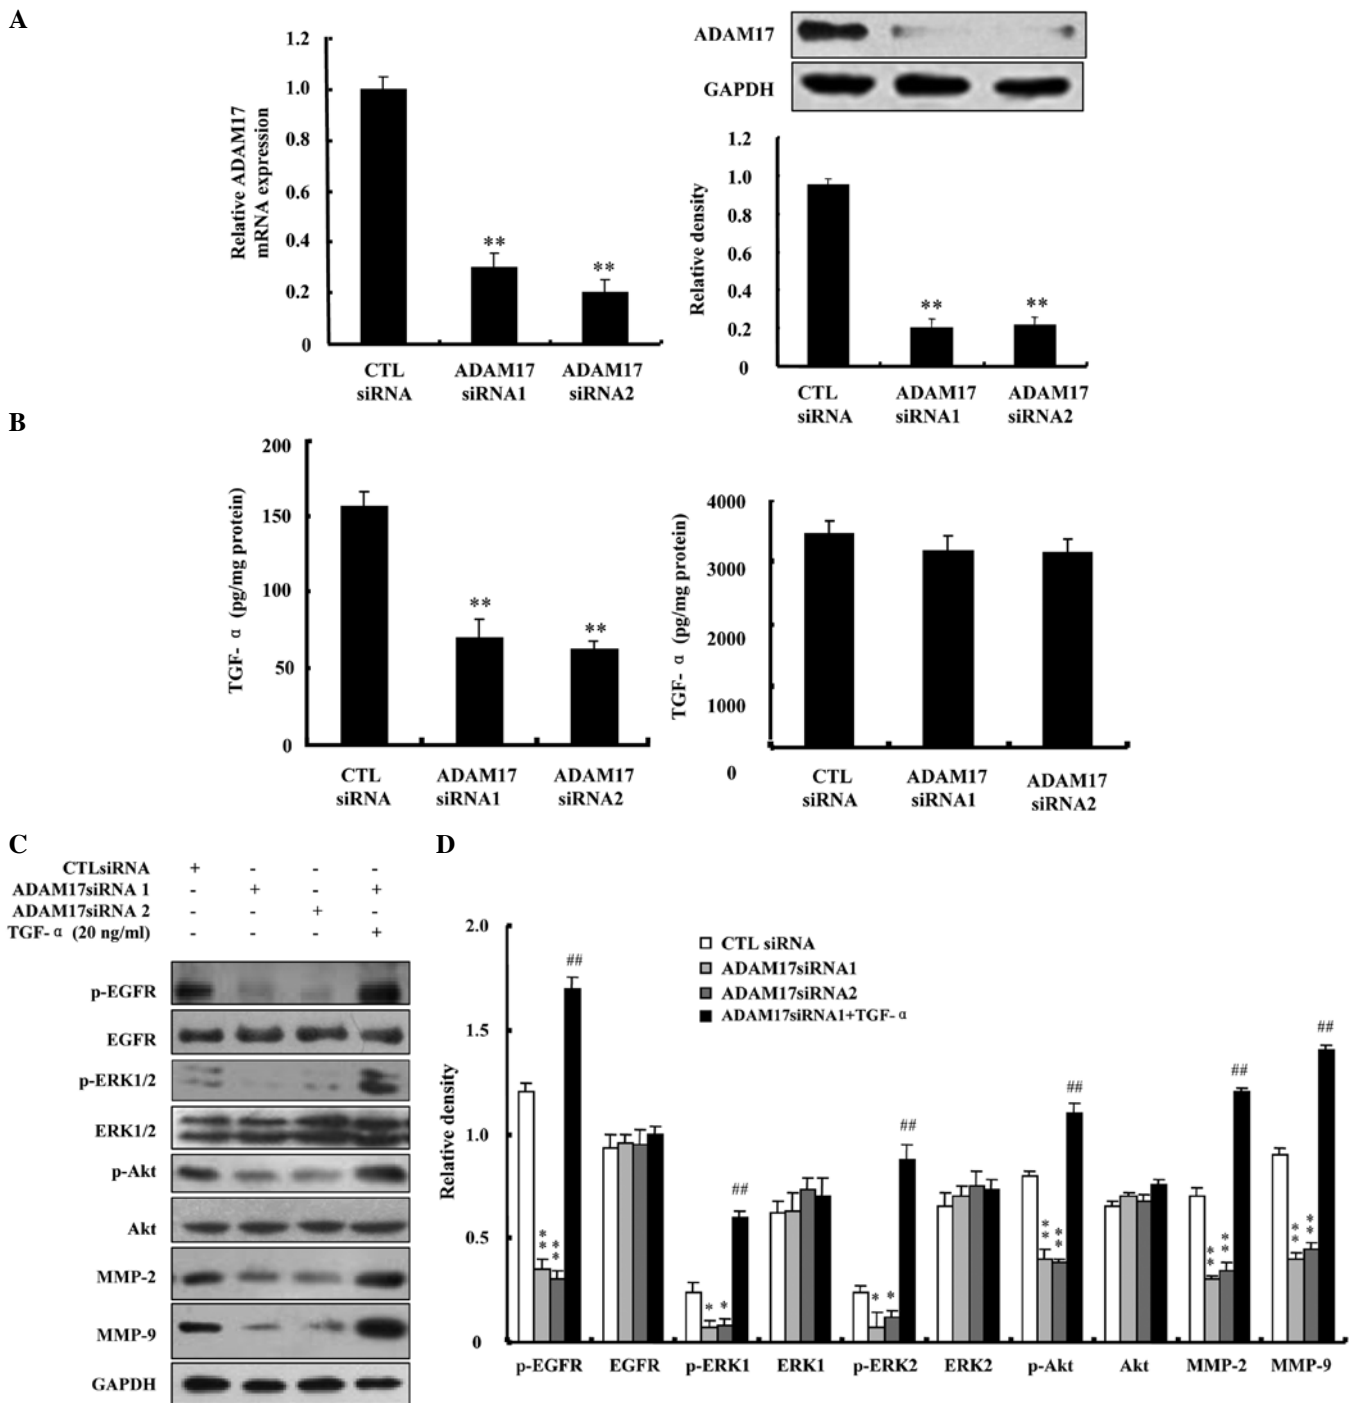 A
1.2
1.0
0.8
0.6
0.4
0.2
0
Relative ADAM17
mRNA expression
**
**
CTL
siRNA
ADAM17
siRNA1
ADAM17
siRNA2
ADAM17
GAPDH
1.2
1.0
0.8
0.6
0.4
0.2
0
Relative density
**
**
CTL
siRNA
ADAM17
siRNA1
ADAM17
siRNA2
B
200
150
100
50
0
TGF-α (pg/mg protein)
**
**
CTL
siRNA
ADAM17
siRNA1
ADAM17
siRNA2
4000
3000
2000
1000
0
TGF-α (pg/mg protein)
CTL
siRNA
ADAM17
siRNA1
ADAM17
siRNA2
C
CTLsiRNA + - - -
ADAM17siRNA 1 - + - +
ADAM17siRNA 2 - - + -
TGF-α (20 ng/ml) - - - +
p-EGFR
EGFR
p-ERK1/2
ERK1/2
p-Akt
Akt
MMP-2
MMP-9
GAPDH
D
2.0
1.5
1.0
0.5
0
Relative density
CTL siRNA
ADAM17siRNA1
ADAM17siRNA2
ADAM17siRNA1+TGF-α
** ** ##
* * ##
* * ##
** ** ##
** ** ##
** ** ##
p-EGFR EGFR p-ERK1 ERK1 p-ERK2 ERK2 p-Akt Akt MMP-2 MMP-9